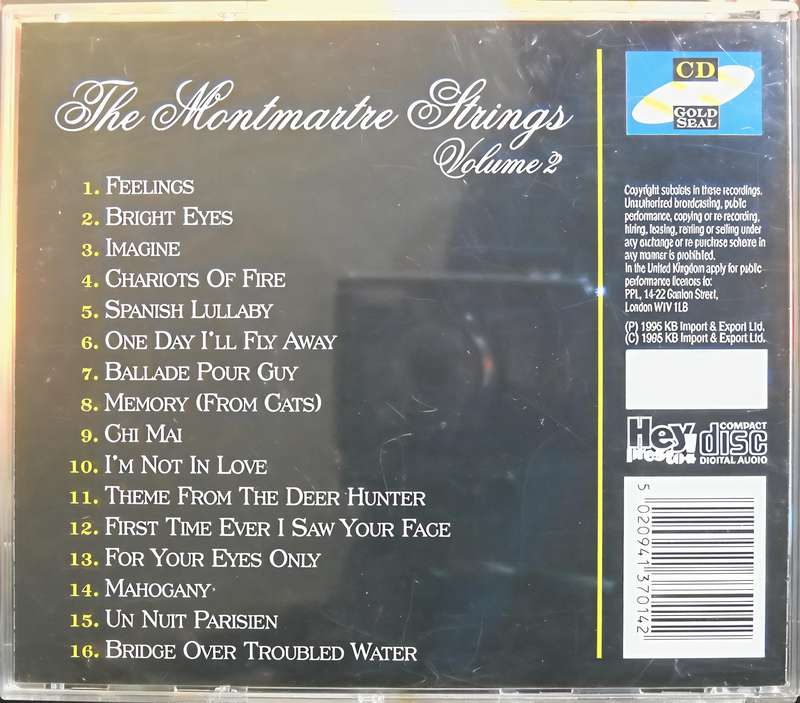 The Montmartre Strings
Volume 2
1. FEELINGS
2. BRIGHT EYES
3. IMAGINE
4. CHARIOTS OF FIRE
5. SPANISH LULLABY
6. ONE DAY I'LL FLY AWAY
7. BALLADE POUR GUY
8. MEMORY (FROM CATS)
9. CHI MAI
10. I'M NOT IN LOVE
11. THEME FROM THE DEER HUNTER
12. FIRST TIME EVER I SAW YOUR FACE
13. FOR YOUR EYES ONLY
14. MAHOGANY
15. UN NUIT PARISIEN
16. BRIDGE OVER TROUBLED WATER
CD
GOLD
SEAL
Copyright subsists in these recordings.
Unauthorized broadcasting, public
performance, copying or re recording,
hiring, leasing, renting or selling under
any exchange or re purchase scheme in
any manner is prohibited.
In the United Kingdom apply for public
performance licences to:
PPL, 14-22 Ganton Street,
London W1V 1LB
(P) 1995 KB Import & Export Ltd.
(C) 1995 KB Import & Export Ltd.
Hey
Presto!
COMPACT
disc
DIGITAL AUDIO
5 020941 370142